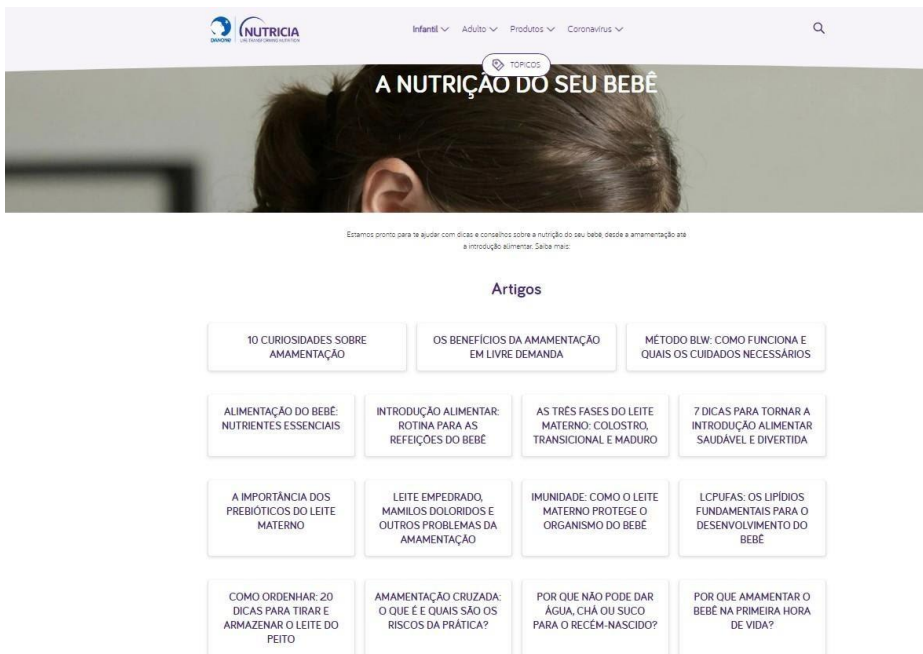 DANONE
NUTRICIA
LIFE-TRANSFORMING NUTRITION
Infantil
Adulto
Produtos
Coronavírus
TÓPICOS
A NUTRIÇÃO DO SEU BEBÊ
Estamos pronto para te ajudar com dicas e conselhos sobre a nutrição do seu bebê, desde a amamentação até
a introdução alimentar. Saiba mais:
Artigos
10 CURIOSIDADES SOBRE
AMAMENTAÇÃO
OS BENEFÍCIOS DA AMAMENTAÇÃO
EM LIVRE DEMANDA
MÉTODO BLW: COMO FUNCIONA E
QUAIS OS CUIDADOS NECESSÁRIOS
ALIMENTAÇÃO DO BEBÊ:
NUTRIENTES ESSENCIAIS
INTRODUÇÃO ALIMENTAR:
ROTINA PARA AS
REFEIÇÕES DO BEBÊ
AS TRÊS FASES DO LEITE
MATERNO: COLOSTRO,
TRANSICIONAL E MADURO
7 DICAS PARA TORNAR A
INTRODUÇÃO ALIMENTAR
SAUDÁVEL E DIVERTIDA
A IMPORTÂNCIA DOS
PREBIÓTICOS DO LEITE
MATERNO
LEITE EMPEDRADO,
MAMILOS DOLORIDOS E
OUTROS PROBLEMAS DA
AMAMENTAÇÃO
IMUNIDADE: COMO O LEITE
MATERNO PROTEGE O
ORGANISMO DO BEBÊ
LCPUFAS: OS LIPÍDIOS
FUNDAMENTAIS PARA O
DESENVOLVIMENTO DO
BEBÊ
COMO ORDENHAR: 20
DICAS PARA TIRAR E
ARMAZENAR O LEITE DO
PEITO
AMAMENTAÇÃO CRUZADA:
O QUE É E QUAIS SÃO OS
RISCOS DA PRÁTICA?
POR QUE NÃO PODE DAR
ÁGUA, CHÁ OU SUCO
PARA O RECÉM-NASCIDO?
POR QUE AMAMENTAR O
BEBÊ NA PRIMEIRA HORA
DE VIDA?